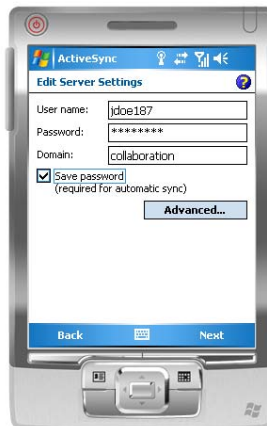 ActiveSync
Edit Server Settings
?
User name: jdoe187
Password: ********
Domain: collaboration
Save password
(required for automatic sync)
Advanced...
Back Next